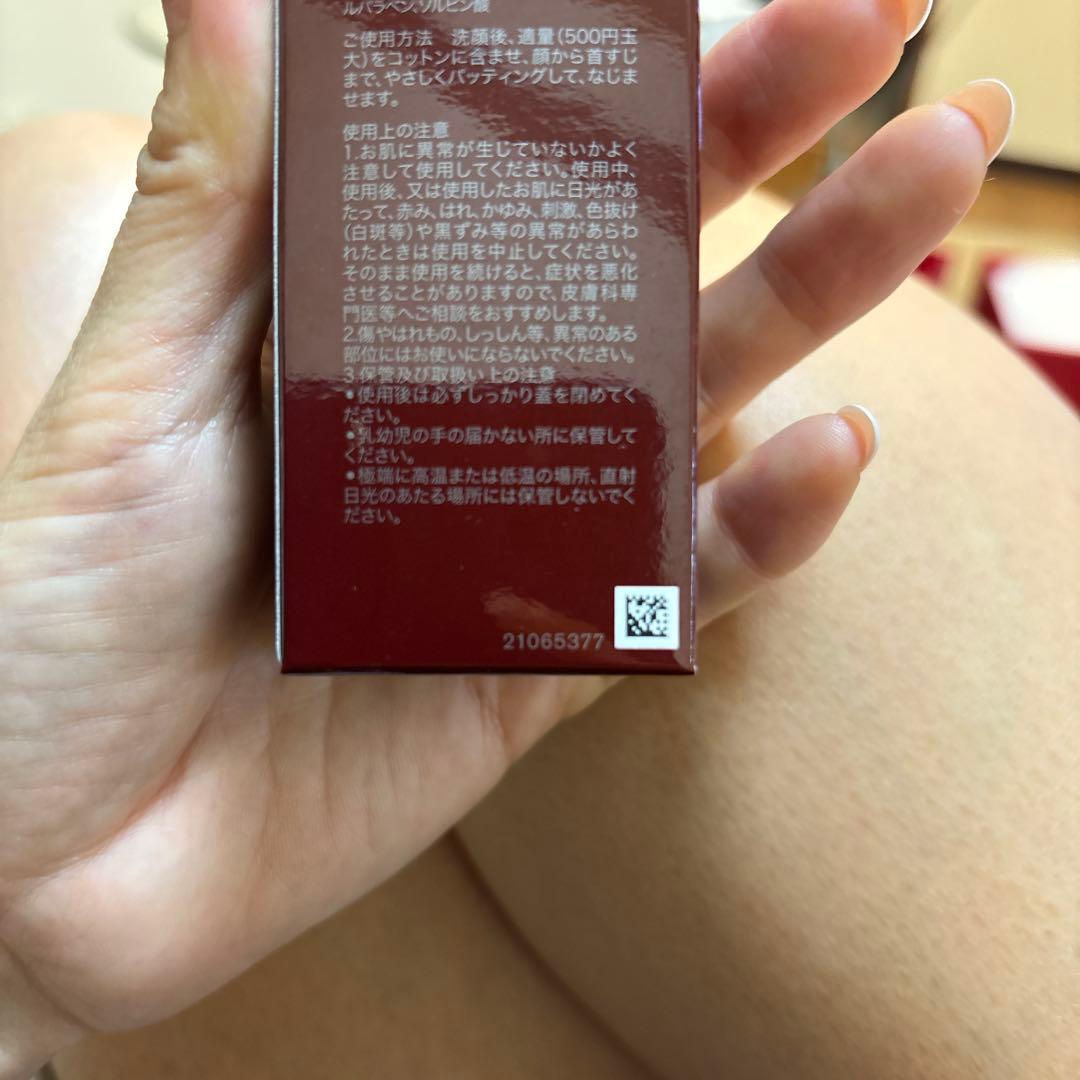 ルパラベン、ソルビン酸
ご使用方法　洗顔後、適量(500円玉
大)をコットンに含ませ、顔から首すじ
まで、やさしくパッティングして、なじま
せます。
使用上の注意
1.お肌に異常が生じていないかよく
注意して使用してください。使用中、
使用後、又は使用したお肌に日光があ
たって、赤み、はれ、かゆみ、刺激、色抜け
(白斑等)や黒ずみ等の異常があらわ
れたときは使用を中止してください。
そのまま使用を続けると、症状を悪化
させることがありますので、皮膚科専
門医等へご相談をおすすめします。
2.傷やはれもの、しっしん等、異常のある
部位にはお使いにならないでください。
3.保管及び取扱い上の注意
•使用後は必ずしっかり蓋を閉めてく
ださい。
•乳幼児の手の届かない所に保管して
ください。
•極端に高温または低温の場所、直射
日光のあたる場所には保管しないでく
ださい。
21065377